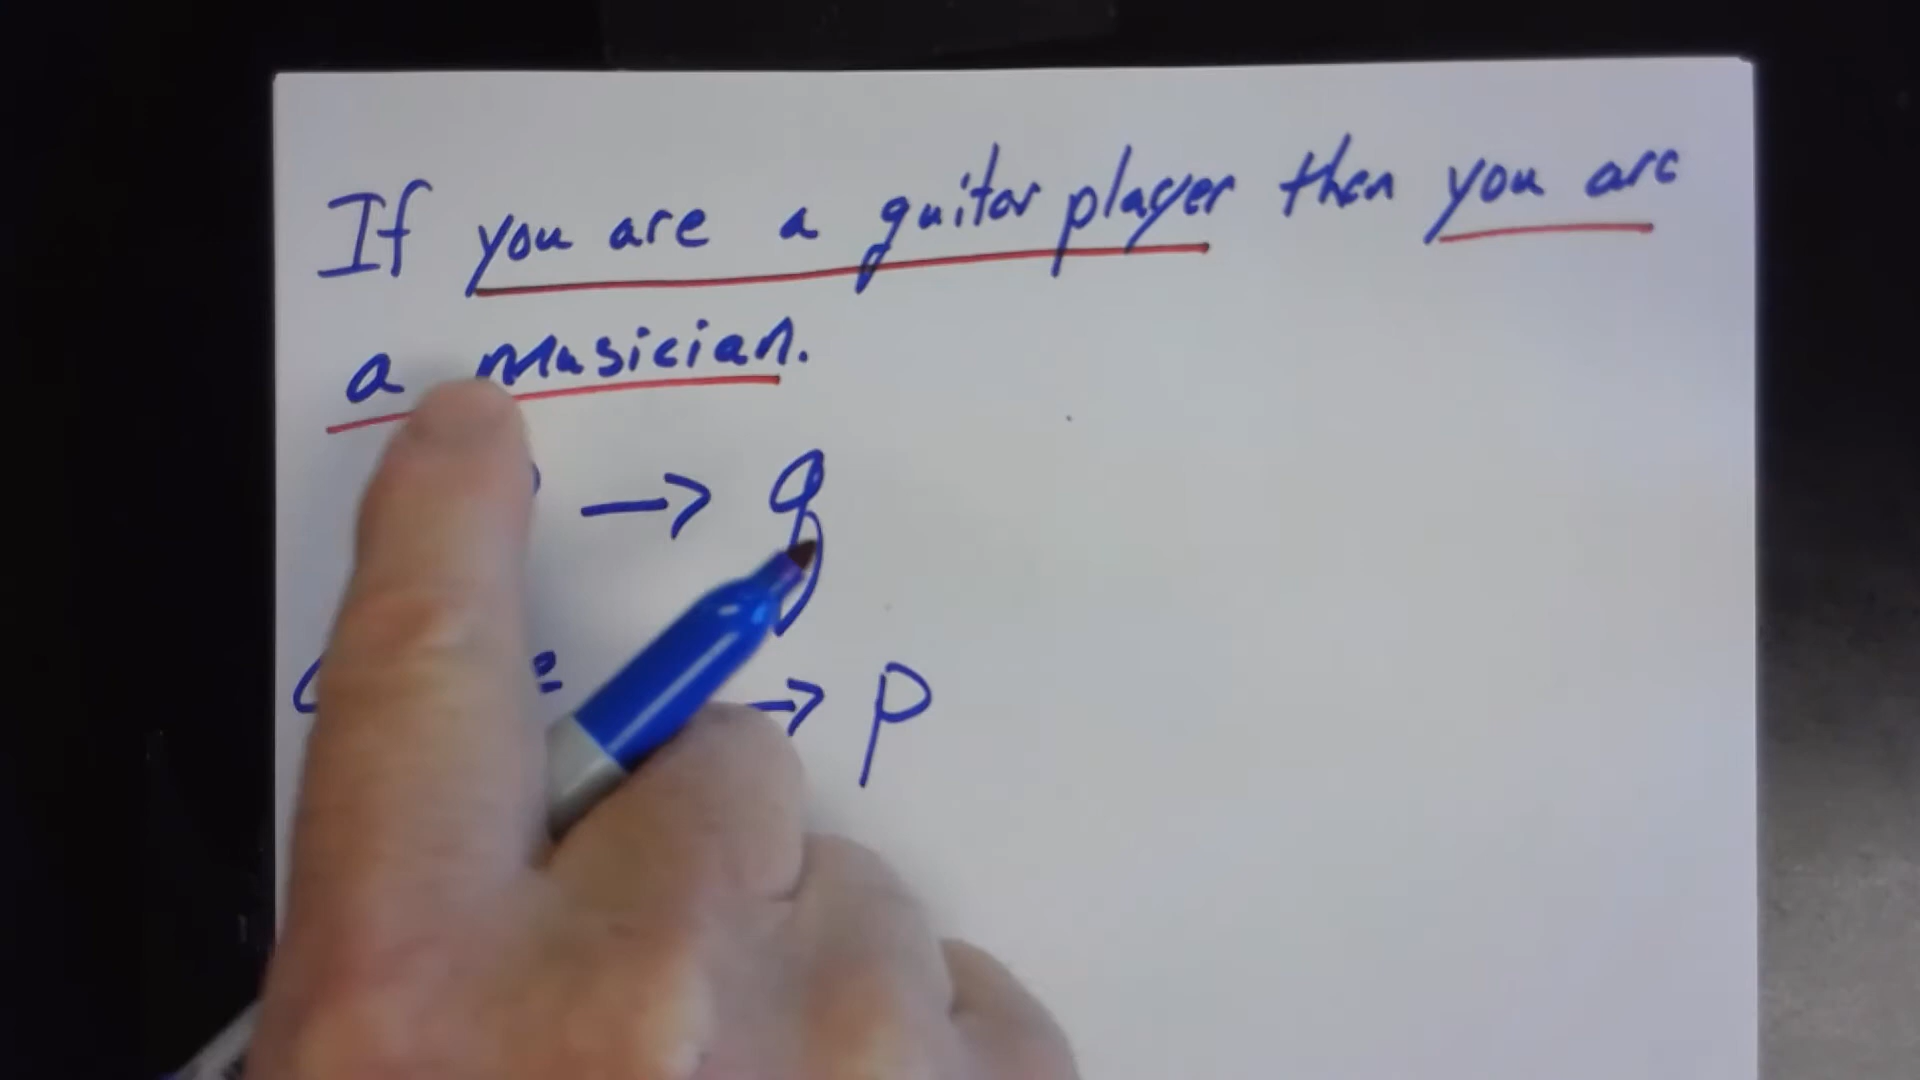 If you are a guitar player then you are
a musician.
→ q
: → p